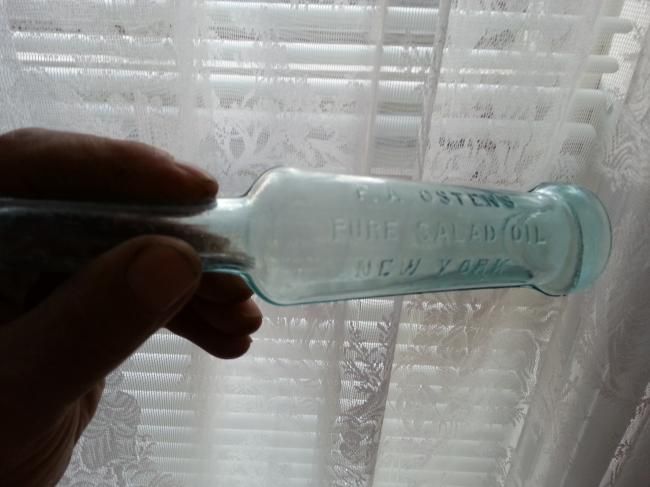 F. A. OSTEN'S
PURE SALAD OIL
NEW YORK